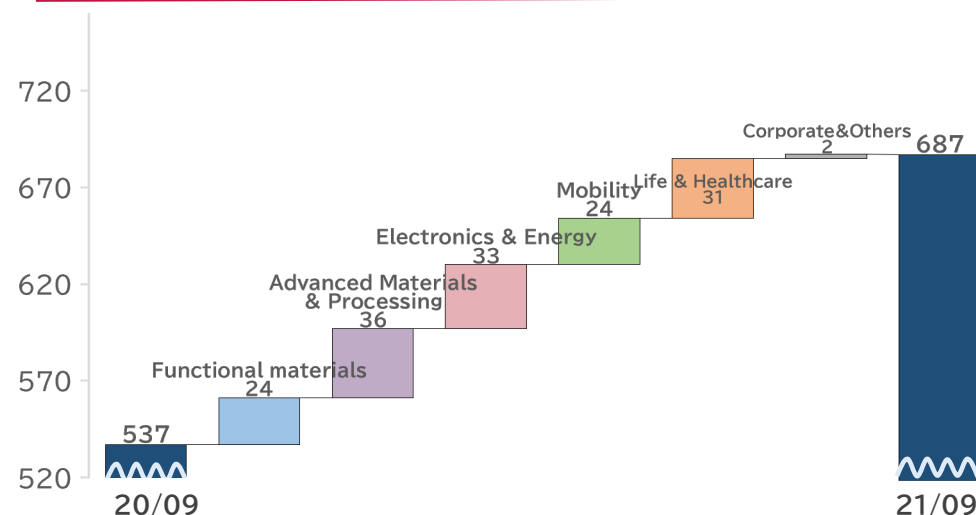 720
670
620
570
520
537
20/09
Functional materials
24
Advanced Materials
& Processing
36
Electronics & Energy
33
Mobility
24
Life & Healthcare
31
Corporate&Others
2
687
21/09